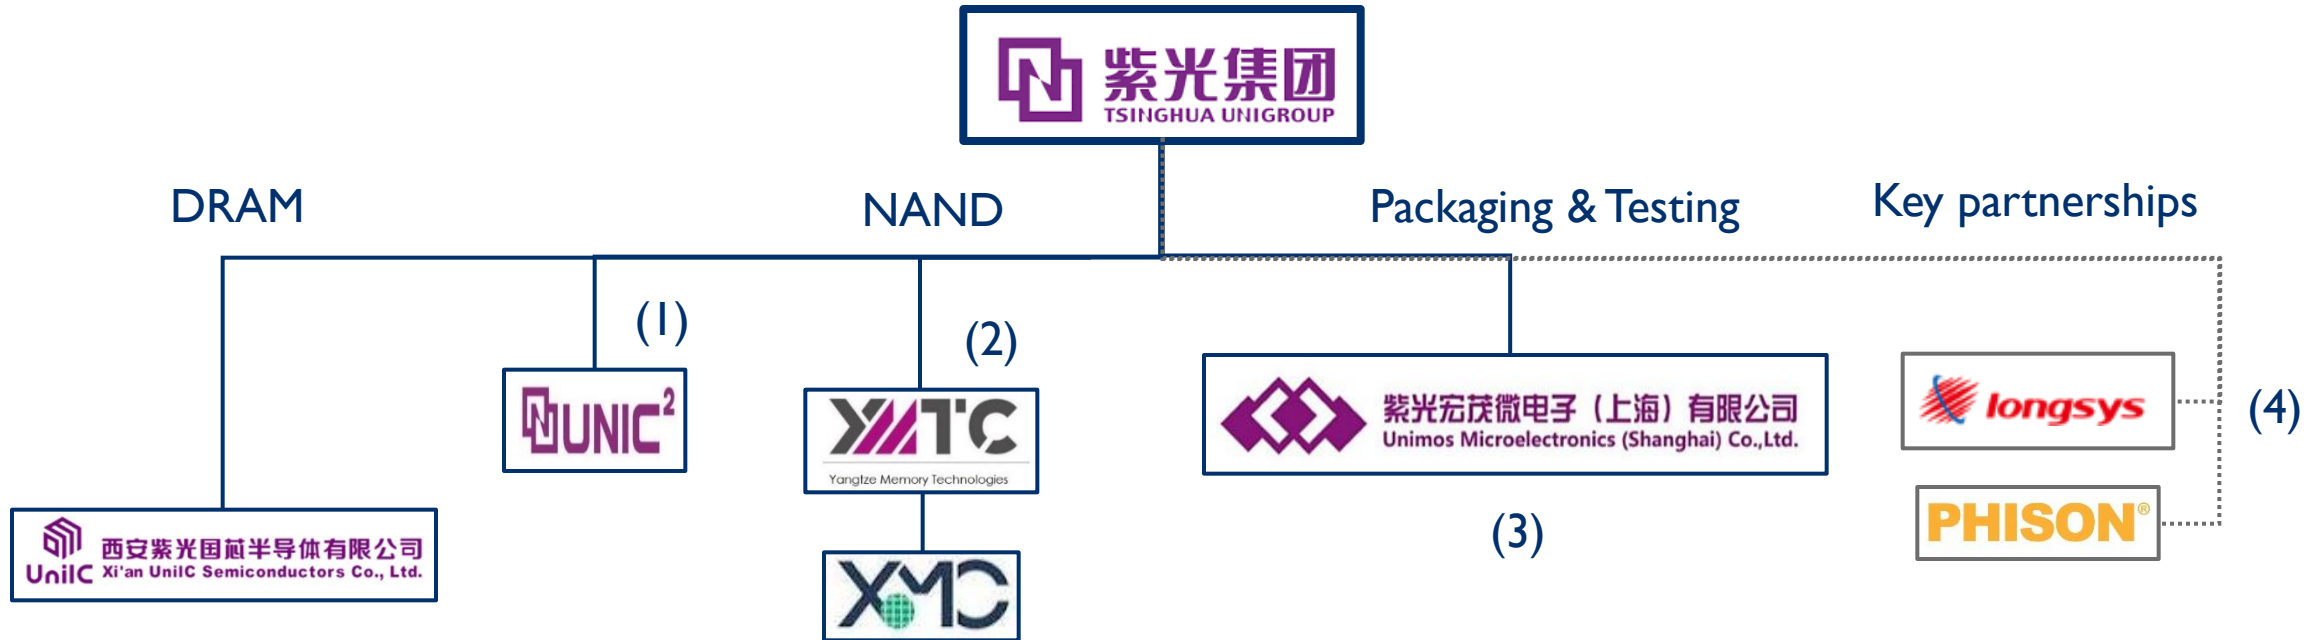 紫光集团
TSINGHUA UNIGROUP
DRAM
NAND
Packaging & Testing
Key partnerships
(1)
(2)
UNIC²
YMTC
Yangtze Memory Technologies
紫光宏茂微电子（上海）有限公司
Unimos Microelectronics (Shanghai) Co.,Ltd.
longsys
(4)
UniIC
西安紫光国芯半导体有限公司
Xi'an UniIC Semiconductors Co., Ltd.
XMC
(3)
PHISON®